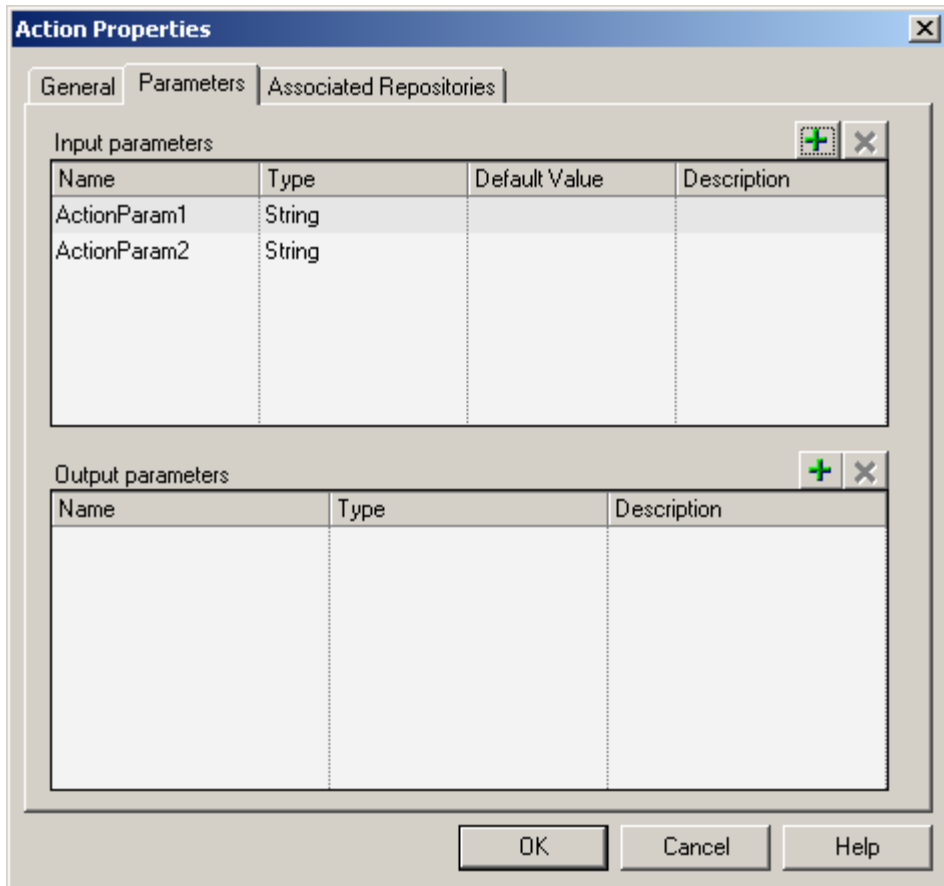 Action Properties
General Parameters Associated Repositories
Input parameters
Name Type Default Value Description
ActionParam1 String
ActionParam2 String
Output parameters
Name Type Description
OK Cancel Help